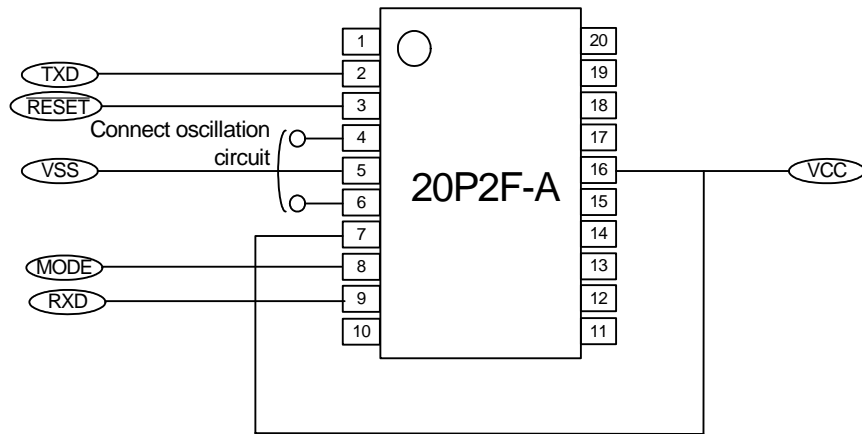 1
20
TXD
2
19
RESET
3
18
Connect oscillation
circuit
4
17
VSS
5
16
VCC
20P2F-A
6
15
7
14
MODE
8
13
RXD
9
12
10
11